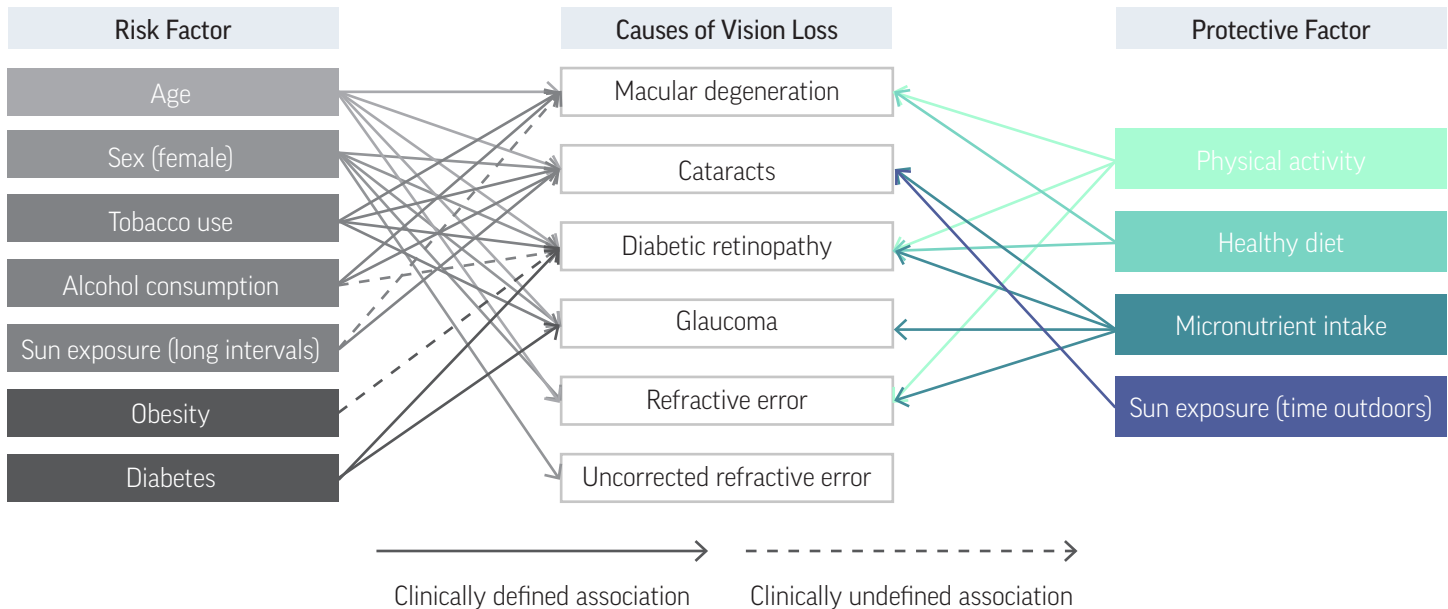 Risk Factor
Causes of Vision Loss
Protective Factor
Age
Sex (female)
Tobacco use
Alcohol consumption
Sun exposure (long intervals)
Obesity
Diabetes
Macular degeneration
Cataracts
Diabetic retinopathy
Glaucoma
Refractive error
Uncorrected refractive error
Physical activity
Healthy diet
Micronutrient intake
Sun exposure (time outdoors)
Clinically defined association
Clinically undefined association